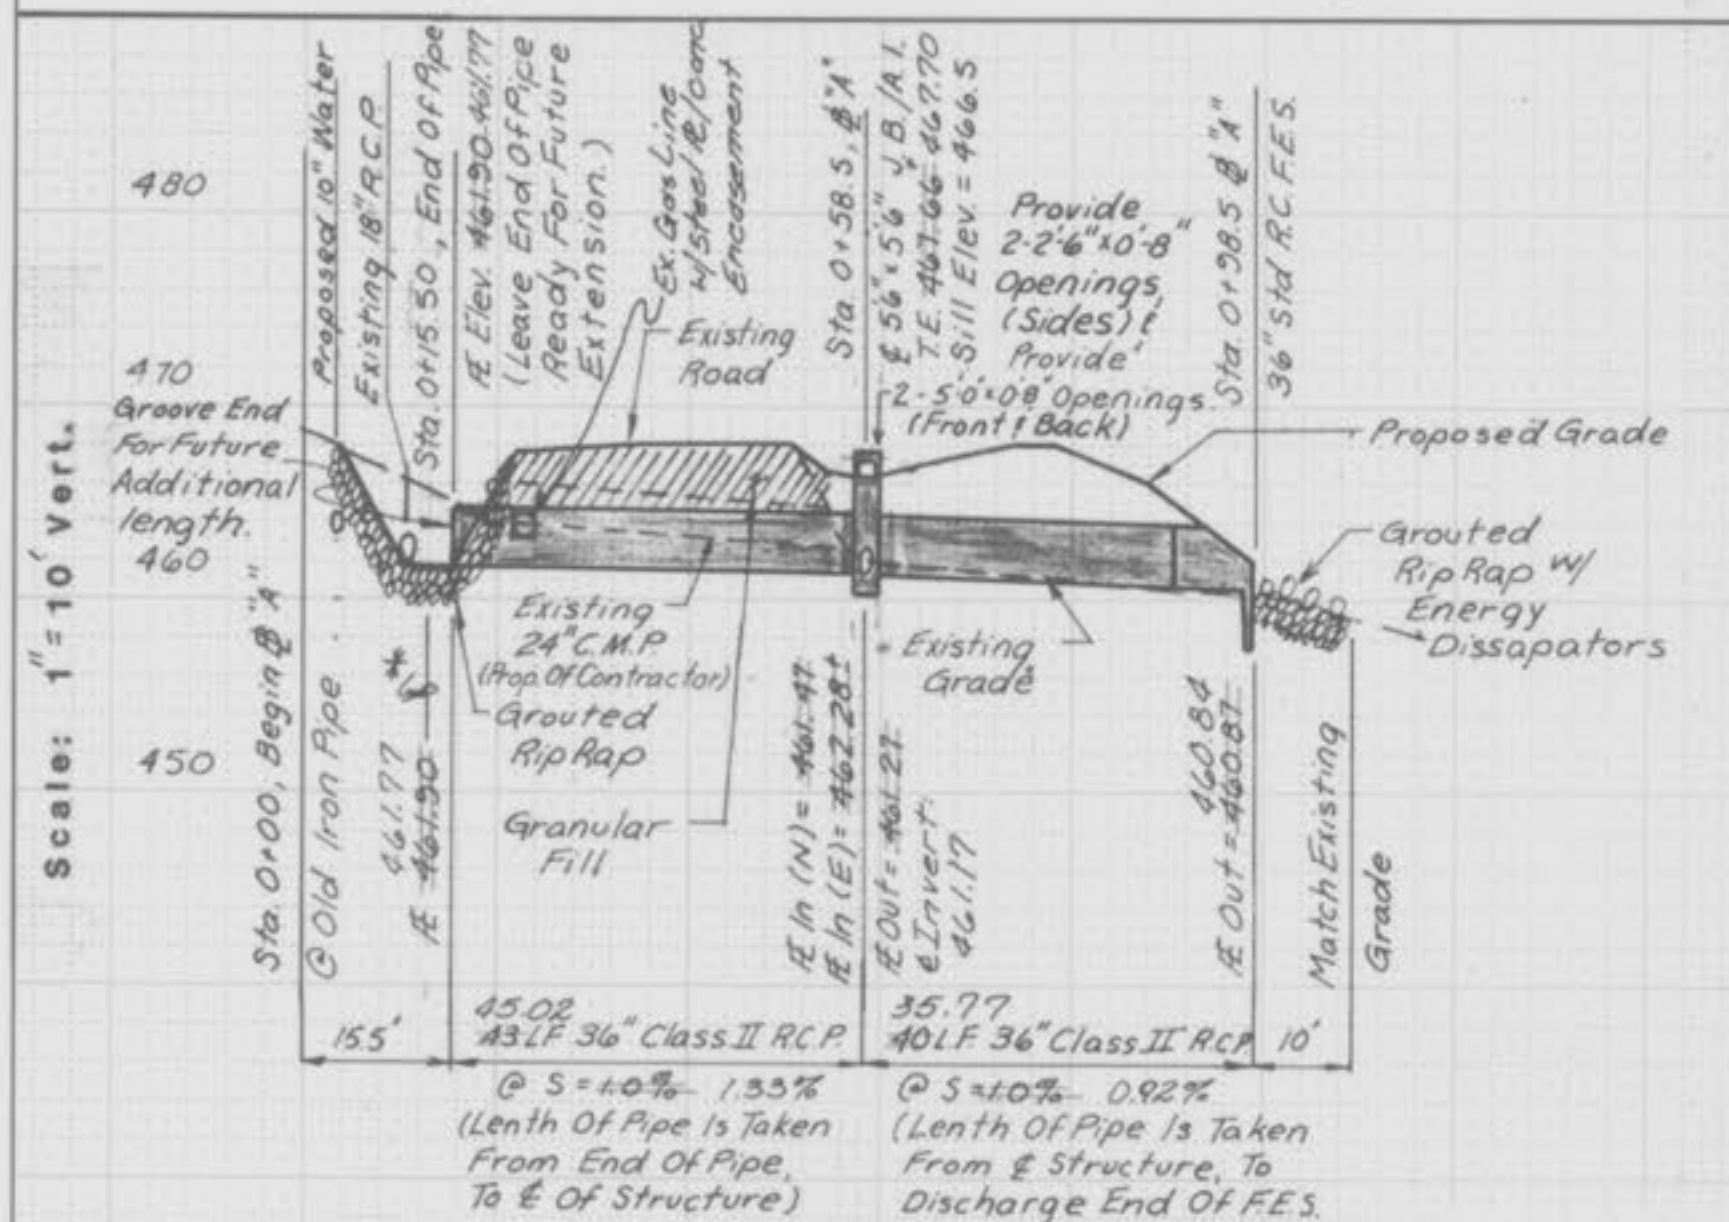 Proposed 10" Water
Existing 18" R.C.P.
Sta. 0+15.50, End Of Pipe
Elev. 461.90 461.77
(Leave End Of Pipe
Ready For Future
Extension.)
Ex. Gas Line
w/Steel
Encasement
Existing
Road
Sta 0+58.5, "A"
5'6" x 5'6" J.B./A.I.
T.E. 467.66 467.70
Sill Elev. = 466.5
Provide
2-2'-6"x0'-8"
Openings,
(Sides) &
Provide
2-5'0"x0'8" Openings.
(Front & Back)
Sta. 0+98.5 "A"
36" Std R.C.F.E.S.
480
470
460
450
Scale: 1" = 10' Vert.
Groove End
For Future
Additional
length.
Proposed Grade
Grouted
Rip Rap W/
Energy
Dissapators
Existing
24" C.M.P.
(Prop. Of Contractor)
Grouted
Rip Rap
Granular
Fill
Existing
Grade
Sta. 0+00, Begin "A"
@ Old Iron Pipe
461.77
461.90
In (N) = 461.47
In (E) = 462.28±
Out = 461.27
Invert:
461.17
460.84
Out = 460.87
Match Existing
Grade
15.5'
45.02
43 LF 36" Class II R.C.P.
@ S = 1.0% 1.33%
(Lenth Of Pipe Is Taken
From End Of Pipe,
To ⅊ Of Structure)
35.77
40 LF 36" Class II R.C.P.
@ S = 1.0% 0.92%
(Lenth Of Pipe Is Taken
From Structure, To
Discharge End Of F.E.S.
10'